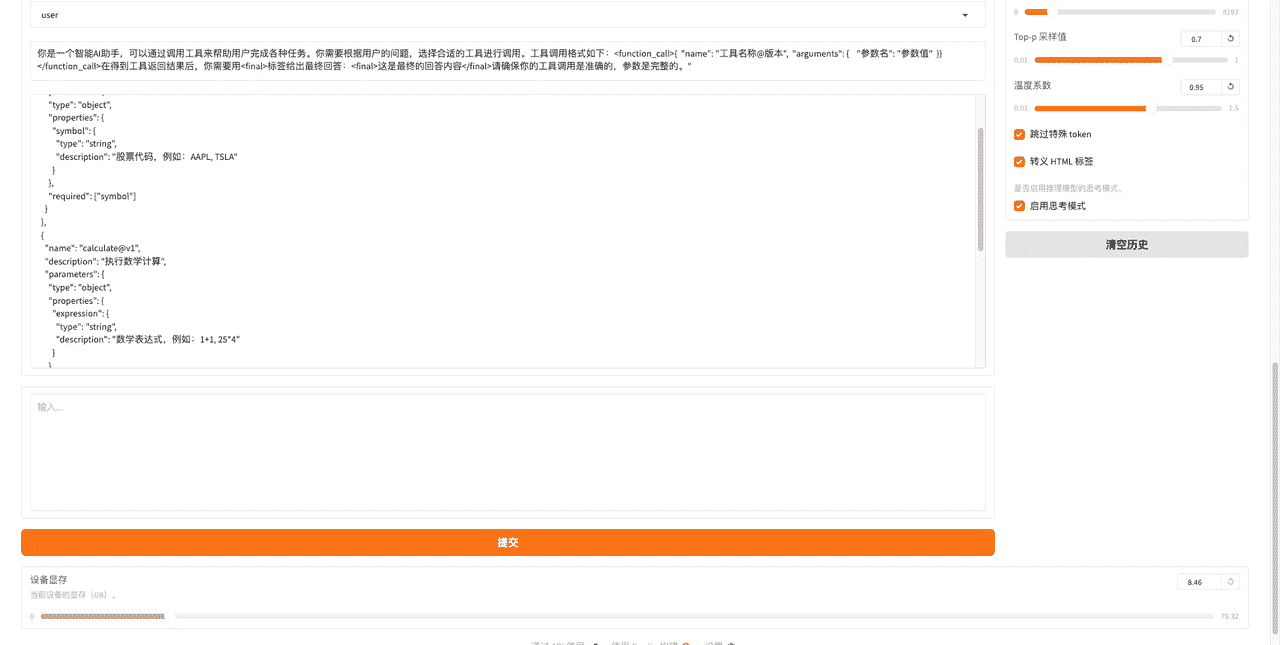 user
你是一个智能AI助手，可以通过调用工具来帮助用户完成各种任务。你需要根据用户的问题，选择合适的工具进行调用。工具调用格式如下：<function_call>{ "name": "工具名称@版本", "arguments": { "参数名": "参数值" }}
</function_call>在得到工具返回结果后，你需要用<final>标签给出最终回答：<final>这是最终的回答内容</final>请确保你的工具调用是准确的，参数是完整的。"
"type": "object",
"properties": {
"symbol": {
"type": "string",
"description": "股票代码，例如：AAPL, TSLA"
}
},
"required": ["symbol"]
}
},
{
"name": "calculate@v1",
"description": "执行数学计算",
"parameters": {
"type": "object",
"properties": {
"expression": {
"type": "string",
"description": "数学表达式，例如：1+1, 25*4"
}
}
输入...
提交
设备显存
当前设备的显存（GB）。
8.46
0
79.32
8
8192
Top-p 采样值
0.7
0.01
1
温度系数
0.95
0.01
1.5
跳过特殊 token
转义 HTML 标签
是否启用推理模型的思考模式。
启用思考模式
清空历史